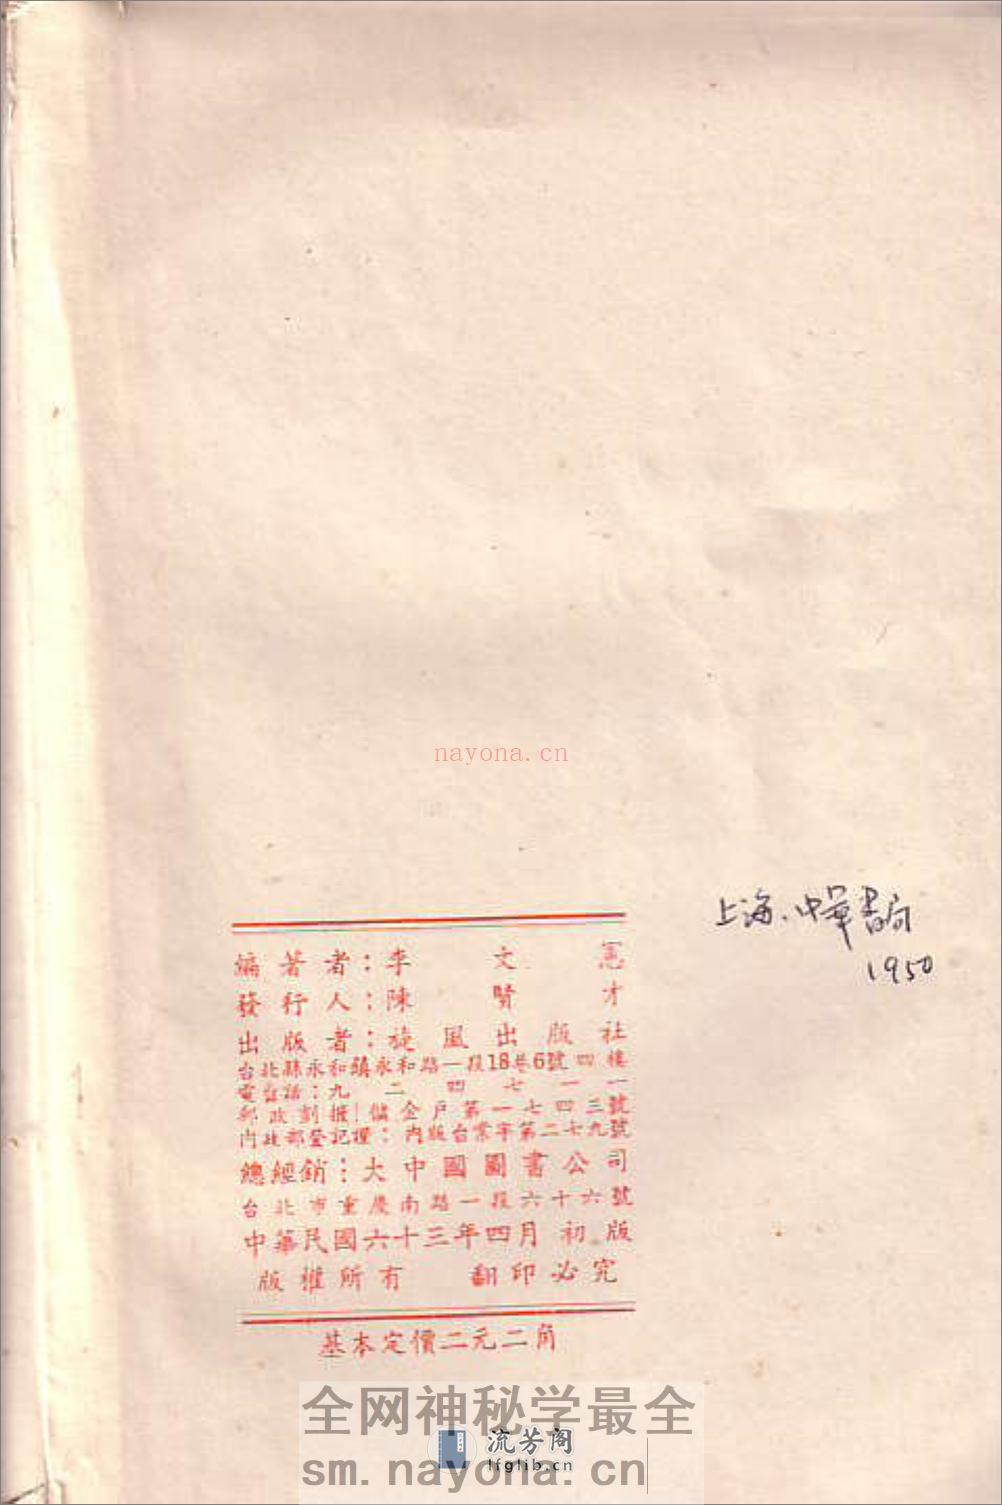 nayona.cn
上海．中華書局
1950
編著者：李文憲
發行人：陳賢才
出版者：旋風出版社
台北縣永和鎮永和路一段18巷6號四樓
電台話：九二四七一一一
郵政劃撥！儲金戶第一七四三號
內政部登記證：內版台業字第二七九號
總經銷：大中國圖書公司
台北市重慶南路一段六十六號
中華民國六十三年四月初版
版權所有 翻印必究
基本定價二元二角
全网神秘学最全
流芳阁
lfglib.cn
sm.nayona.cn